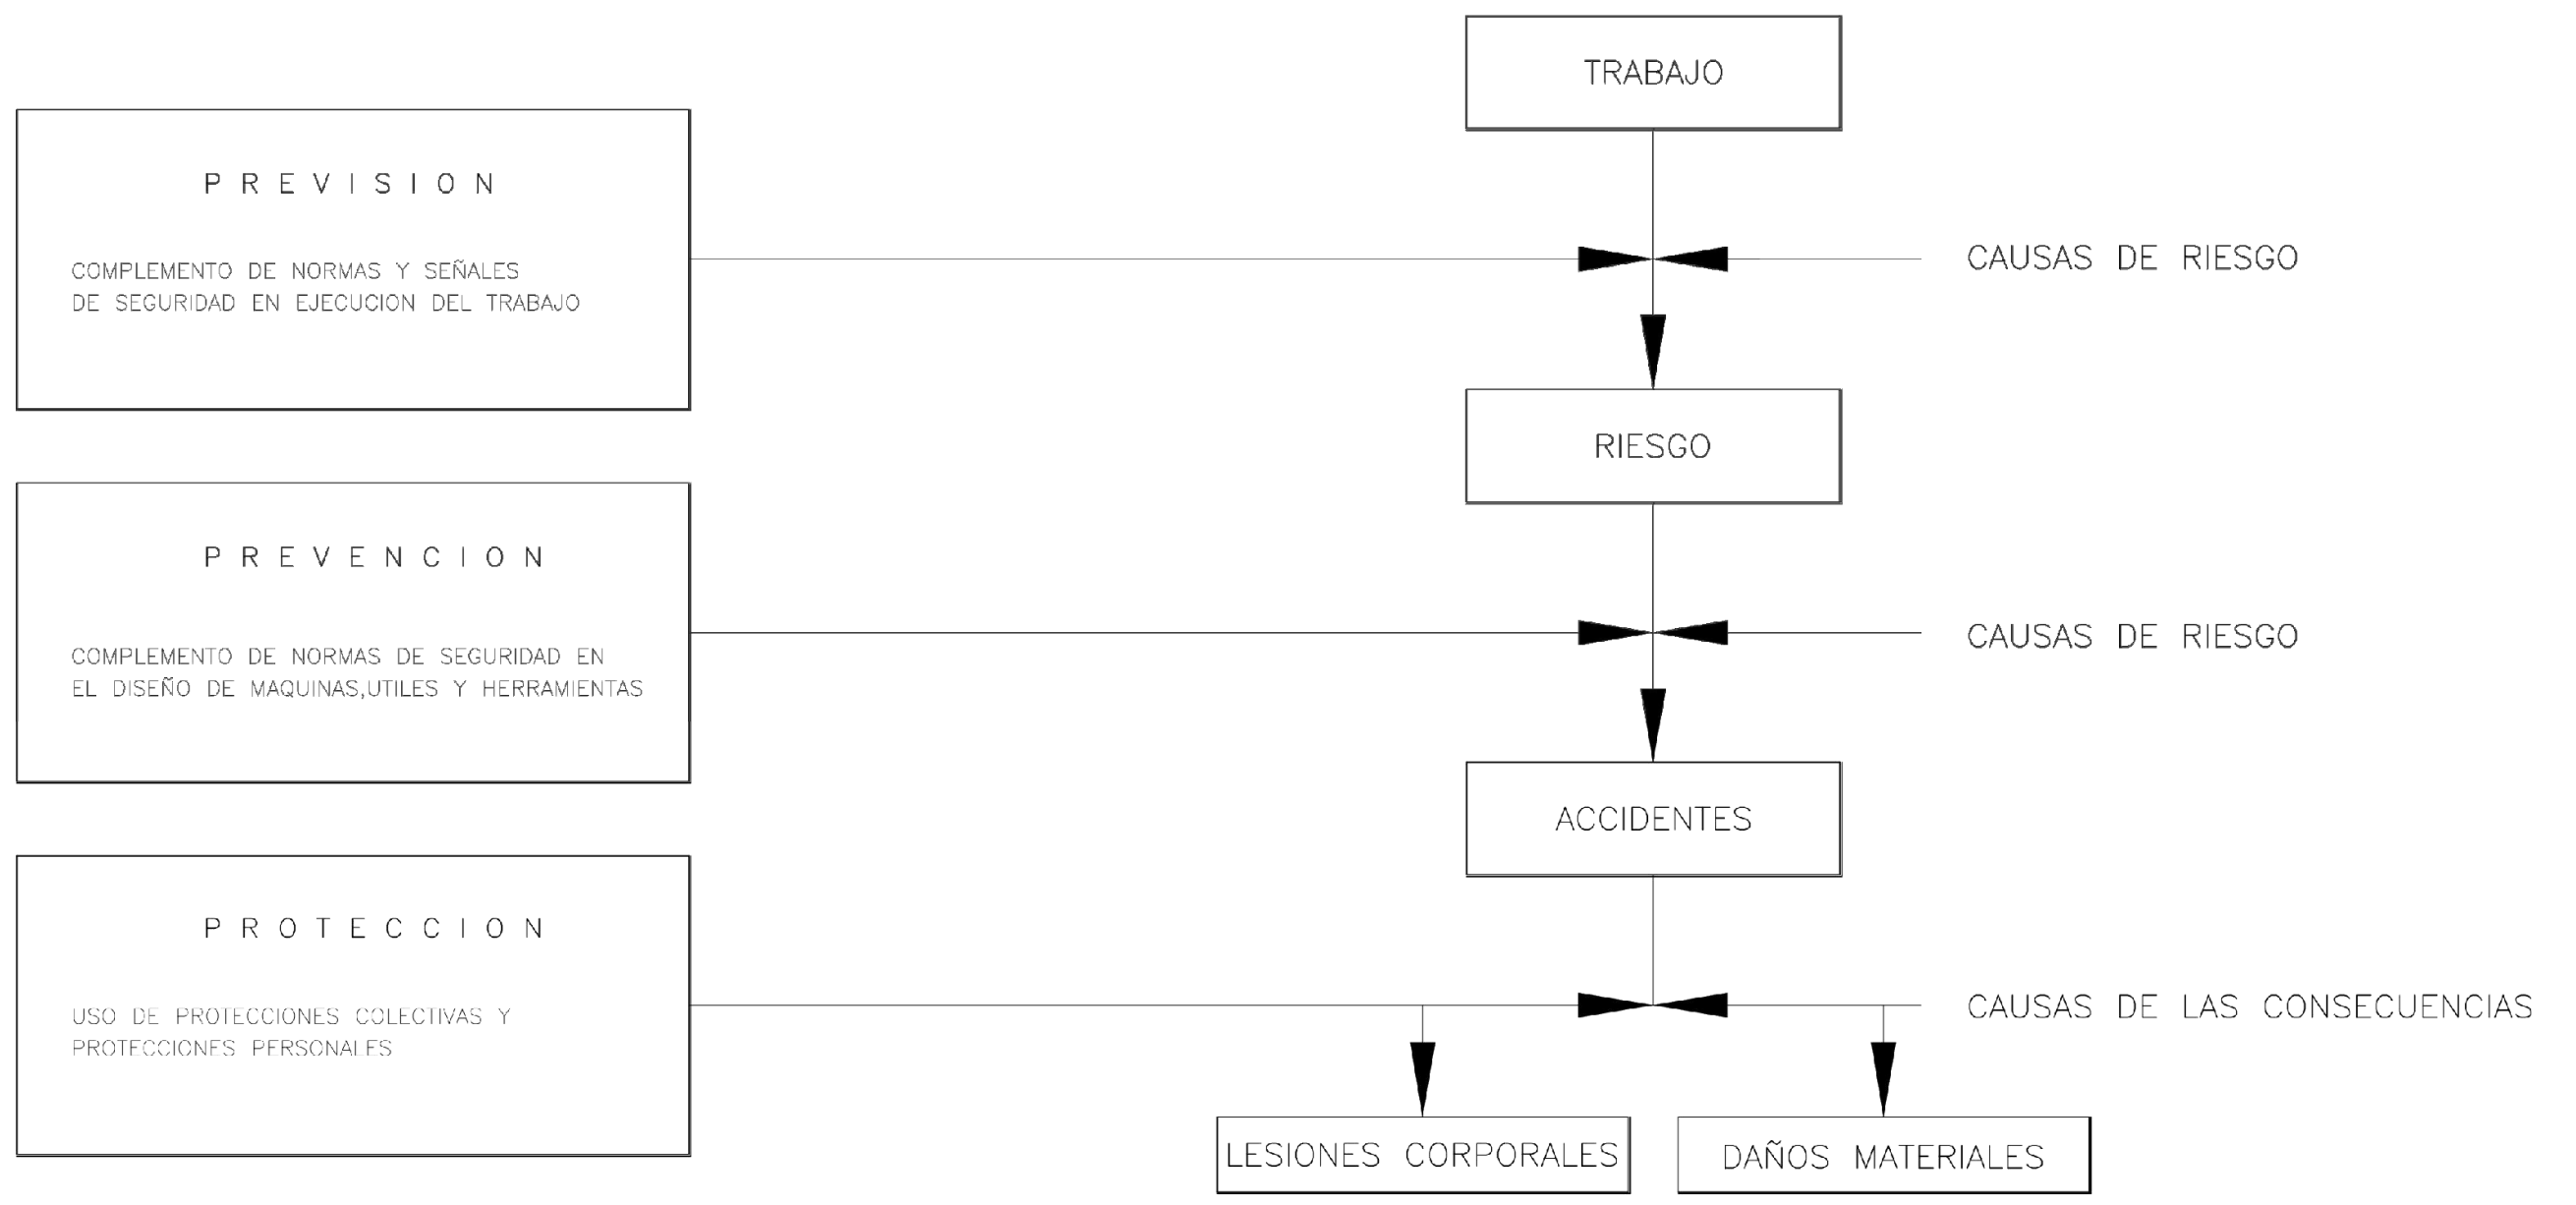 TRABAJO
PREVISION
COMPLEMENTO DE NORMAS Y SEÑALES
DE SEGURIDAD EN EJECUCION DEL TRABAJO
CAUSAS DE RIESGO
RIESGO
PREVENCION
COMPLEMENTO DE NORMAS DE SEGURIDAD EN
EL DISEÑO DE MAQUINAS,UTILES Y HERRAMIENTAS
CAUSAS DE RIESGO
ACCIDENTES
PROTECCION
USO DE PROTECCIONES COLECTIVAS Y
PROTECCIONES PERSONALES
CAUSAS DE LAS CONSECUENCIAS
LESIONES CORPORALES
DAÑOS MATERIALES